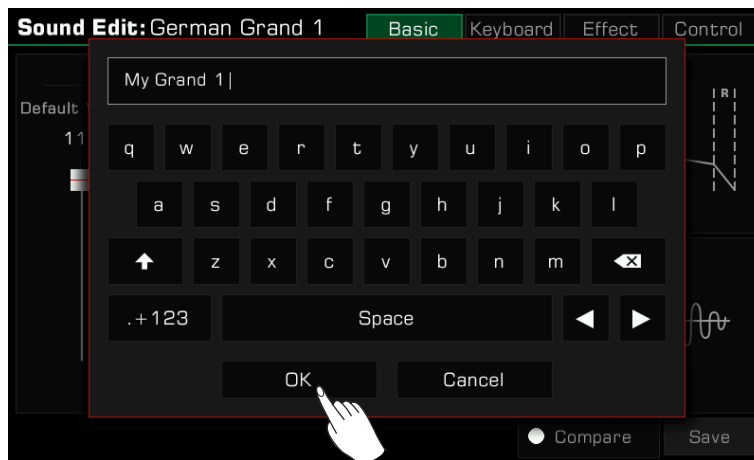 Sound Edit: German Grand 1 Basic Keyboard Effect Control
My Grand 1
R
Default
11
q w e r t y u i o p
a s d f g h j k l
z x c v b n m
.+123 Space
OK Cancel
Compare Save